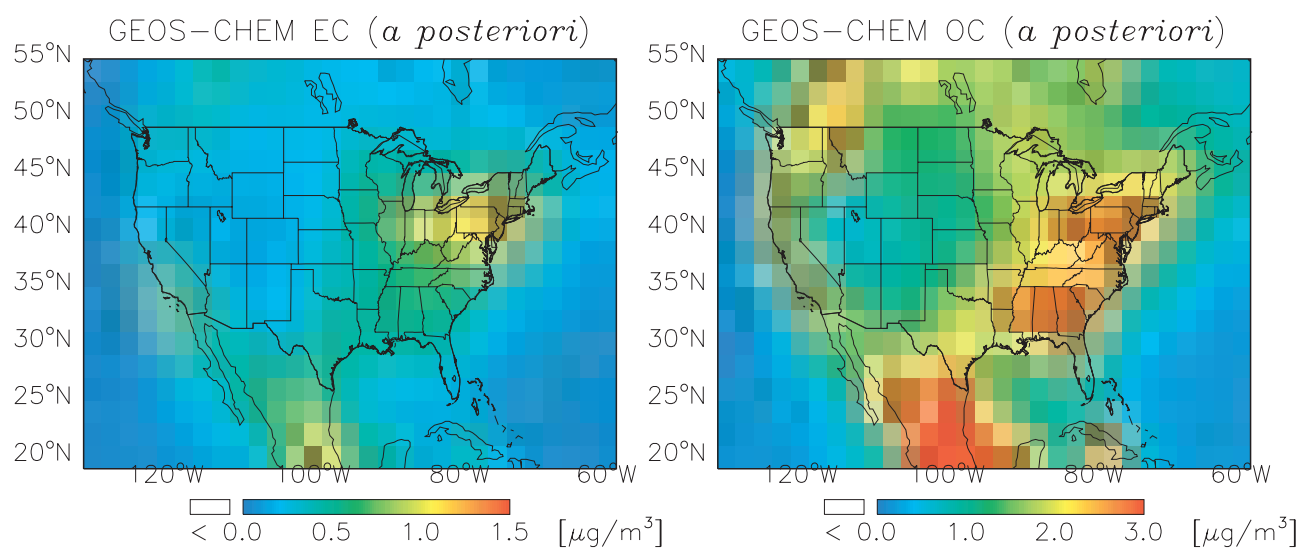 GEOS−CHEM EC (a posteriori)
55°N
50°N
45°N
40°N
35°N
30°N
25°N
20°N
120°W 100°W 80°W 60°W
< 0.0 0.5 1.0 1.5 [μg/m³]
GEOS−CHEM OC (a posteriori)
55°N
50°N
45°N
40°N
35°N
30°N
25°N
20°N
120°W 100°W 80°W 60°W
< 0.0 1.0 2.0 3.0 [μg/m³]